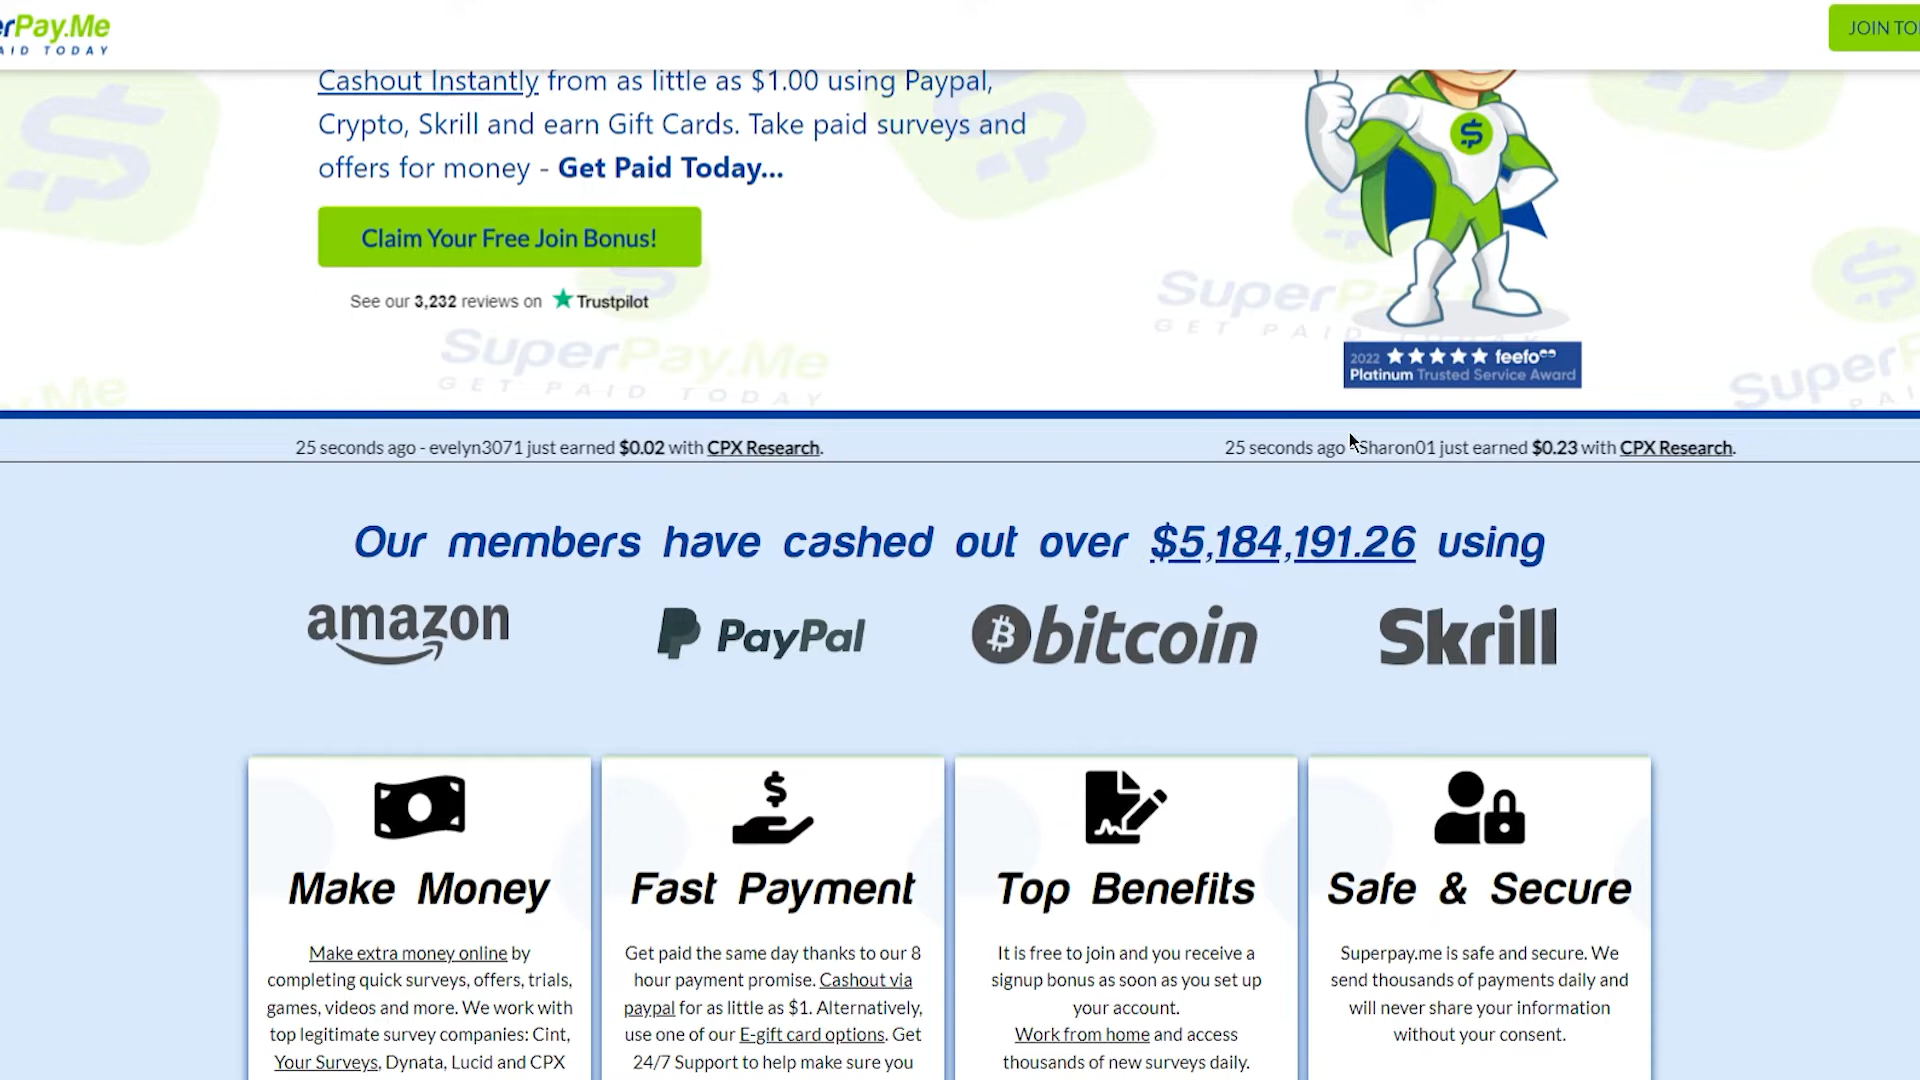 erPay.Me
AID TODAY
JOIN TO
Cashout Instantly from as little as $1.00 using Paypal,
Crypto, Skrill and earn Gift Cards. Take paid surveys and
offers for money - Get Paid Today...
Claim Your Free Join Bonus!
See our 3,232 reviews on Trustpilot
SuperPay.Me
GET PAID TODAY
2022 feefo
Platinum Trusted Service Award
25 seconds ago - evelyn3071 just earned $0.02 with CPX Research.
25 seconds ago - Sharon01 just earned $0.23 with CPX Research.
Our members have cashed out over $5,184,191.26 using
amazon
PayPal
bitcoin
Skrill
Make Money
Make extra money online by
completing quick surveys, offers, trials,
games, videos and more. We work with
top legitimate survey companies: Cint,
Your Surveys, Dynata, Lucid and CPX
Fast Payment
Get paid the same day thanks to our 8
hour payment promise. Cashout via
paypal for as little as $1. Alternatively,
use one of our E-gift card options. Get
24/7 Support to help make sure you
Top Benefits
It is free to join and you receive a
signup bonus as soon as you set up
your account.
Work from home and access
thousands of new surveys daily.
Safe & Secure
Superpay.me is safe and secure. We
send thousands of payments daily and
will never share your information
without your consent.